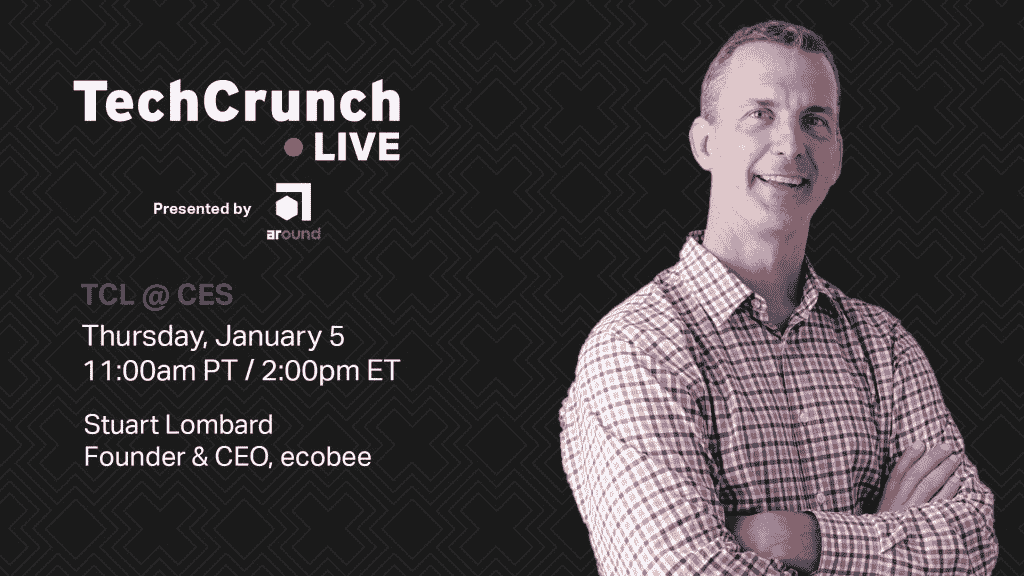 TechCrunch
LIVE
Presented by
around
TCL @ CES
Thursday, January 5
11:00am PT / 2:00pm ET
Stuart Lombard
Founder & CEO, ecobee